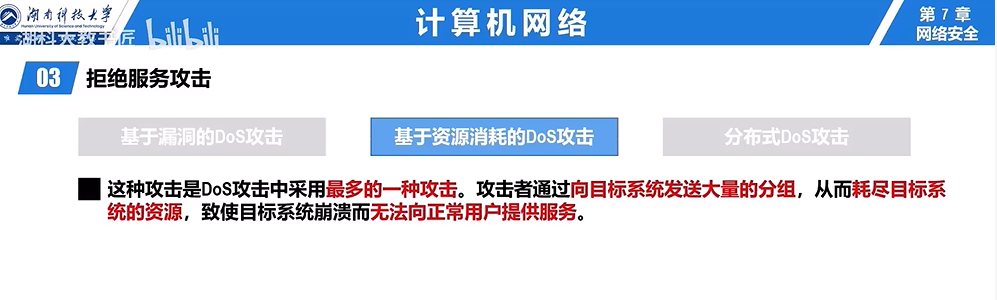 湖南科技大学
Hunan University of Science and Technology
湖科大教书匠 bilibili
计算机网络
第 7 章
网络安全
03 拒绝服务攻击
基于漏洞的DoS攻击 基于资源消耗的DoS攻击 分布式DoS攻击
这种攻击是DoS攻击中采用最多的一种攻击。攻击者通过向目标系统发送大量的分组，从而耗尽目标系
统的资源，致使目标系统崩溃而无法向正常用户提供服务。